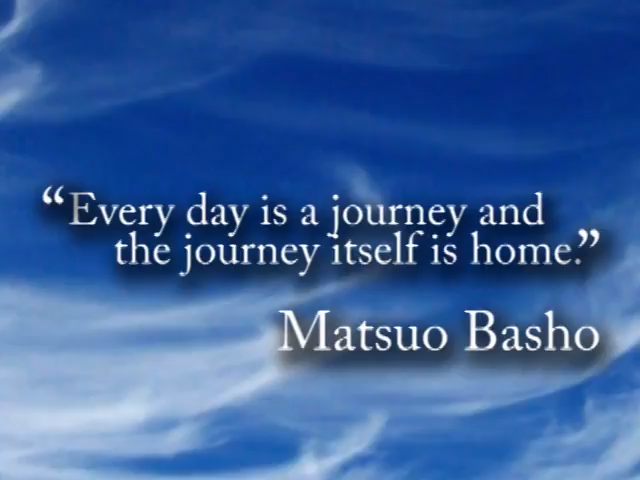 “Every day is a journey and
the journey itself is home.”
Matsuo Basho